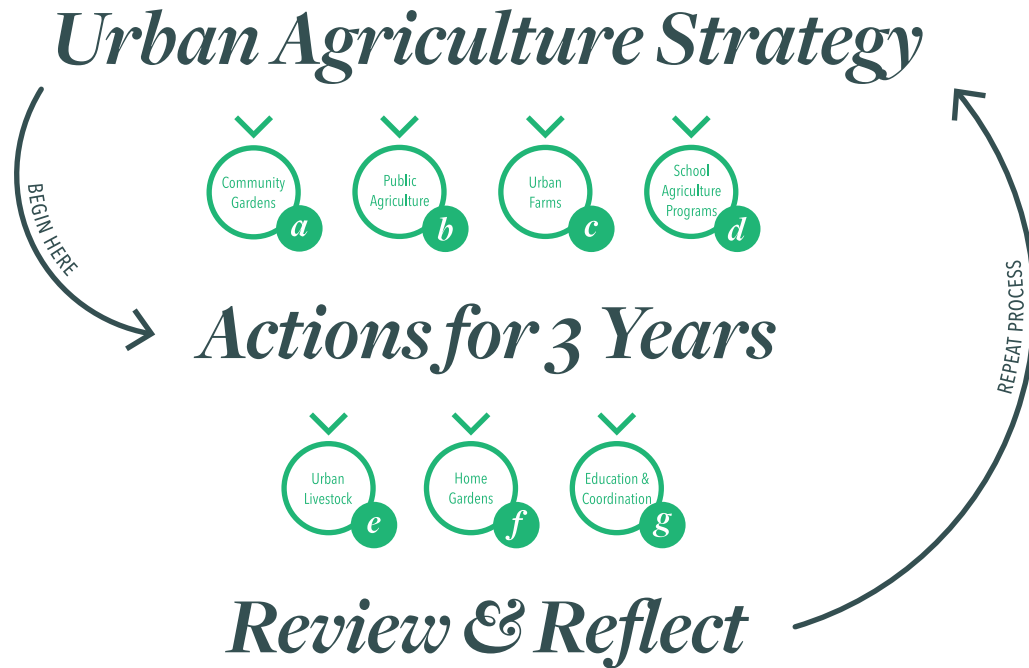 Urban Agriculture Strategy
BEGIN HERE
Community
Gardens
a
Public
Agriculture
b
Urban
Farms
c
School
Agriculture
Programs
d
Actions for 3 Years
REPEAT PROCESS
Urban
Livestock
e
Home
Gardens
f
Education &
Coordination
g
Review & Reflect